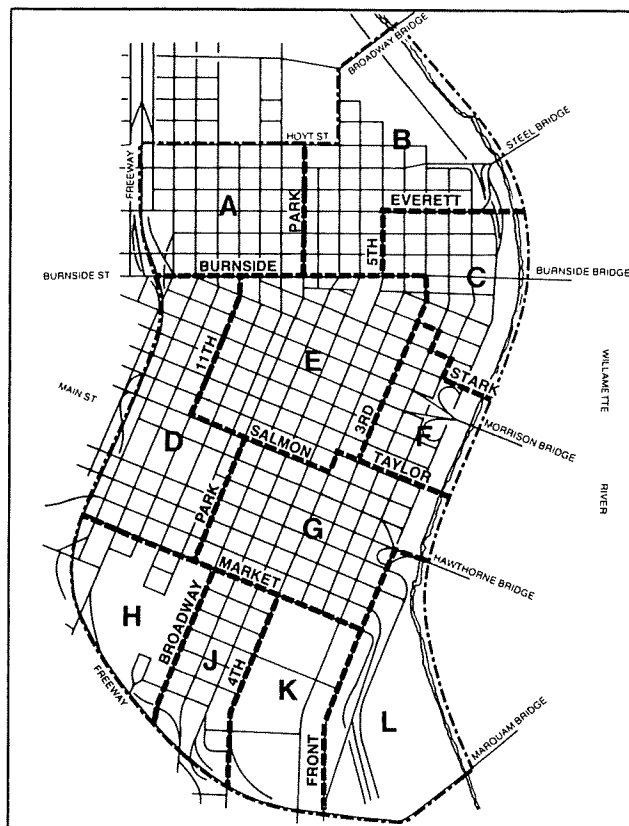 BROADWAY BRIDGE
HOYT ST
B
STEEL BRIDGE
FREEWAY
A
PARK
EVERETT
5TH
BURNSIDE ST
BURNSIDE
C
BURNSIDE BRIDGE
11TH
E
STARK
WILLAMETTE
RIVER
MAIN ST
3RD
F
MORRISON BRIDGE
D
SALMON
TAYLOR
PARK
G
HAWTHORNE BRIDGE
MARKET
H
BROADWAY
J
4TH
K
L
FREEWAY
FRONT
MARQUAM BRIDGE